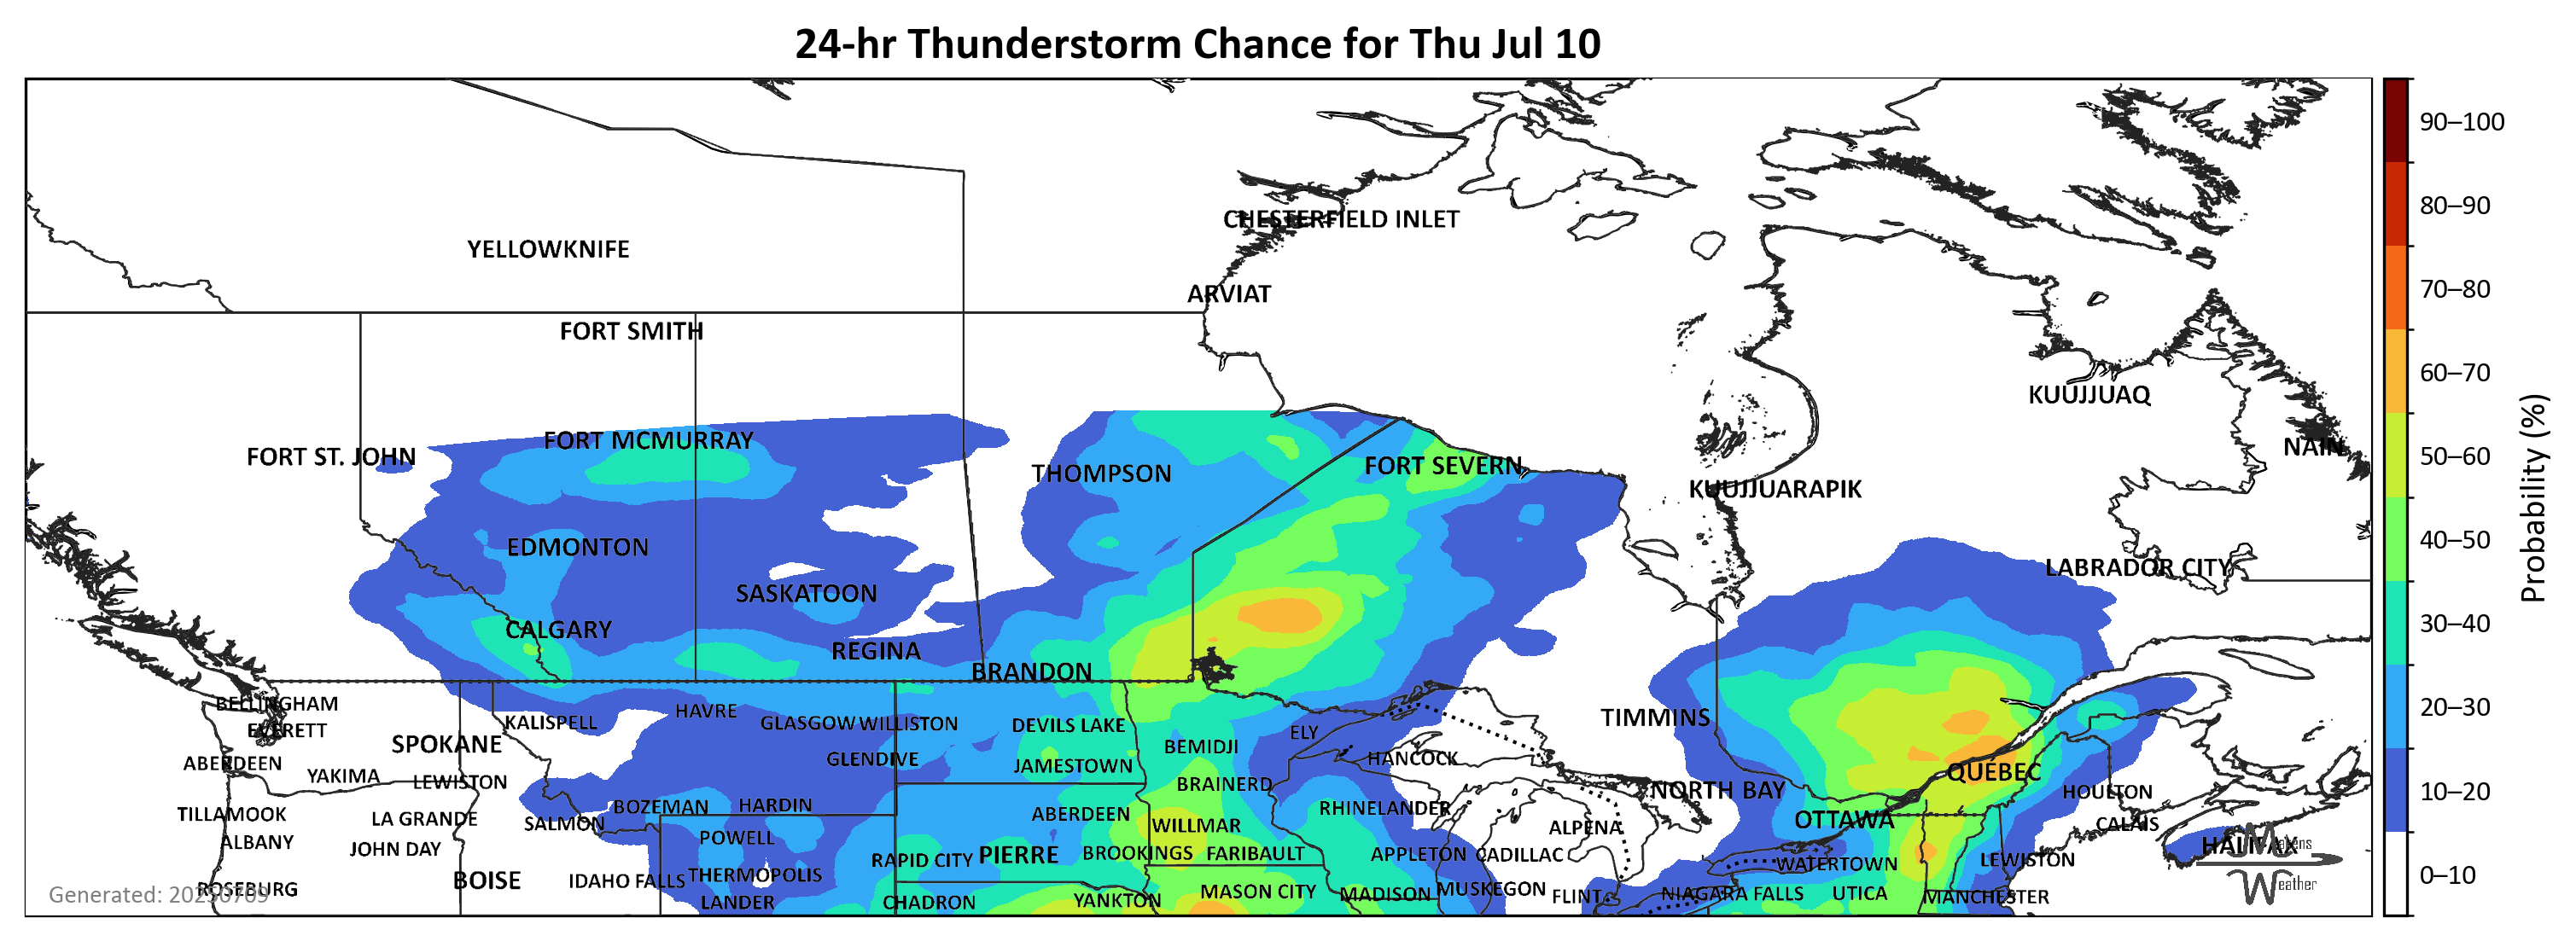 24-hr Thunderstorm Chance for Thu Jul 10
90–100
80–90
70–80
60–70
50–60
40–50
30–40
20–30
10–20
0–10
Probability (%)
CHESTERFIELD INLET
YELLOWKNIFE
ARVIAT
FORT SMITH
KUUJJUAQ
FORT MCMURRAY
NAIN
FORT ST. JOHN
FORT SEVERN
THOMPSON
KUUJJUARAPIK
EDMONTON
LABRADOR CITY
SASKATOON
CALGARY
REGINA
BRANDON
BELLINGHAM
HAVRE
TIMMINS
KALISPELL
GLASGOW
WILLISTON
DEVILS LAKE
EVERETT
ELY
SPOKANE
BEMIDJI
ABERDEEN
GLENDIVE
HANCOCK
JAMESTOWN
QUÉBEC
YAKIMA
LEWISTON
BRAINERD
NORTH BAY
HOULTON
BOZEMAN
HARDIN
RHINELANDER
TILLAMOOK
LA GRANDE
ABERDEEN
SALMON
WILLMAR
ALPENA
OTTAWA
CALAIS
ALBANY
JOHN DAY
POWELL
HALIFAX
Matens
RAPID CITY
PIERRE
BROOKINGS
FARIBAULT
APPLETON
CADILLAC
WATERTOWN
LEWISTON
BOISE
IDAHO FALLS
THERMOPOLIS
Weather
ROSEBURG
Generated: 20250709
MASON CITY
MADISON
MUSKEGON
FLINT
NIAGARA FALLS
UTICA
MANCHESTER
LANDER
CHADRON
YANKTON